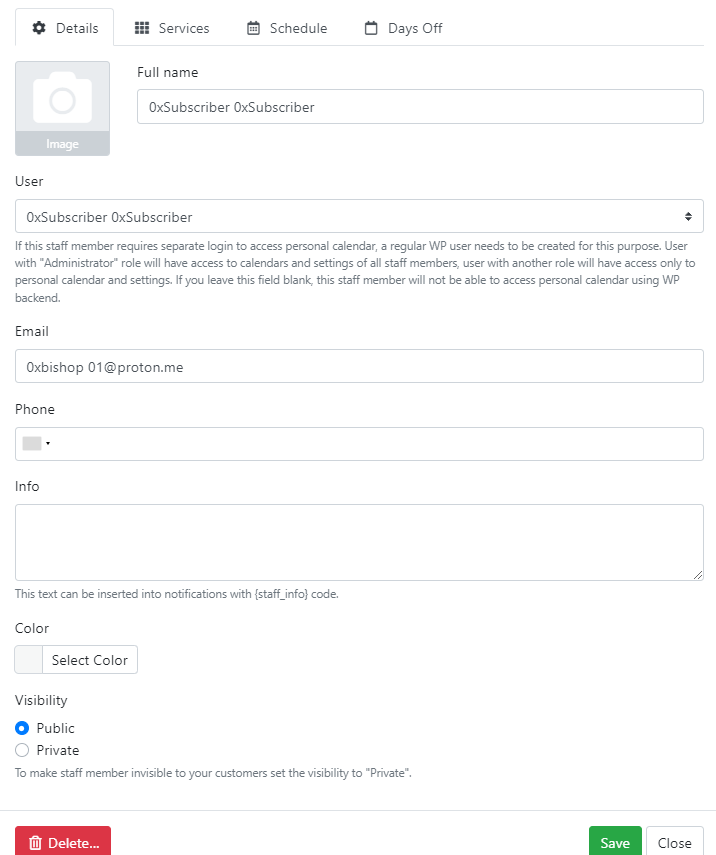 Details Services Schedule Days Off
Full name
0xSubscriber 0xSubscriber
Image
User
0xSubscriber 0xSubscriber
If this staff member requires separate login to access personal calendar, a regular WP user needs to be created for this purpose. User
with "Administrator" role will have access to calendars and settings of all staff members, user with another role will have access only to
personal calendar and settings. If you leave this field blank, this staff member will not be able to access personal calendar using WP
backend.
Email
0xbishop 01@proton.me
Phone
Info
This text can be inserted into notifications with {staff_info} code.
Color
Select Color
Visibility
Public
Private
To make staff member invisible to your customers set the visibility to "Private".
Delete... Save Close